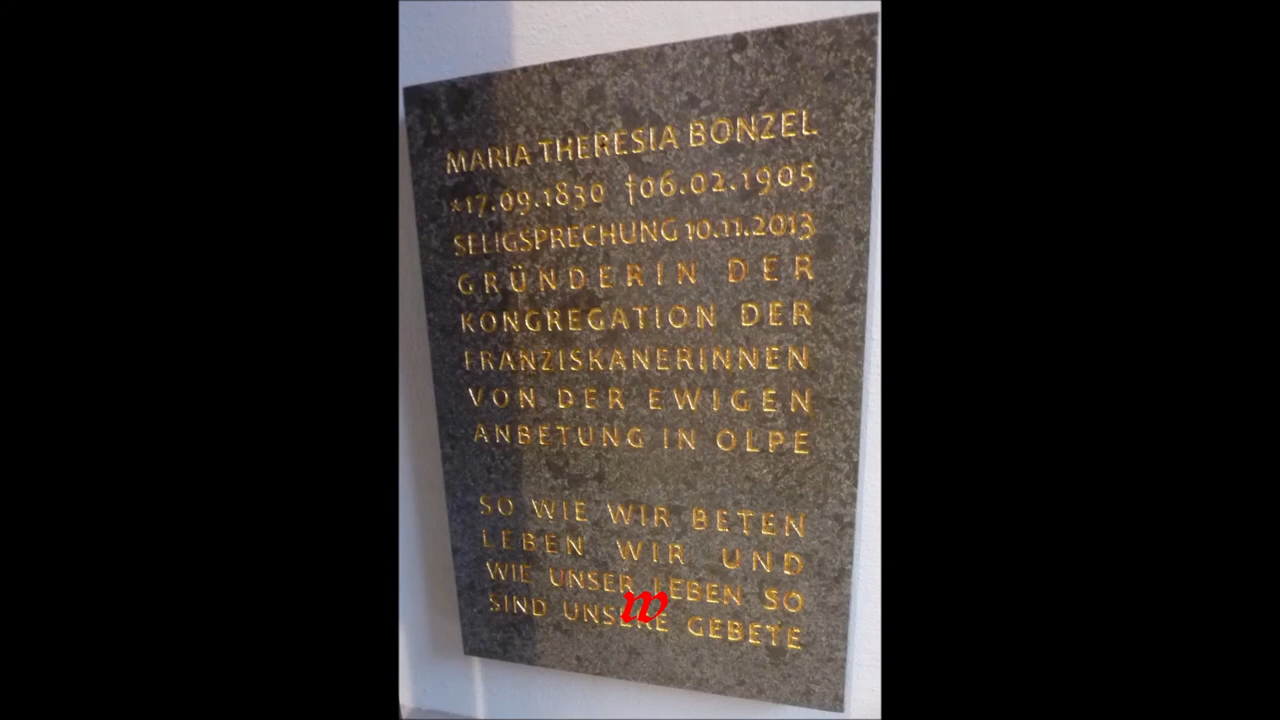 MARIA THERESIA BONZEL
*17.09.1830 †06.02.1905
SELIGSPRECHUNG 10.11.2013
GRÜNDERIN DER
KONGREGATION DER
FRANZISKANERINNEN
VON DER EWIGEN
ANBETUNG IN OLPE
SO WIE WIR BETEN
LEBEN WIR UND
WIE UNSER LEBEN SO
SIND UNSERE GEBETE
w